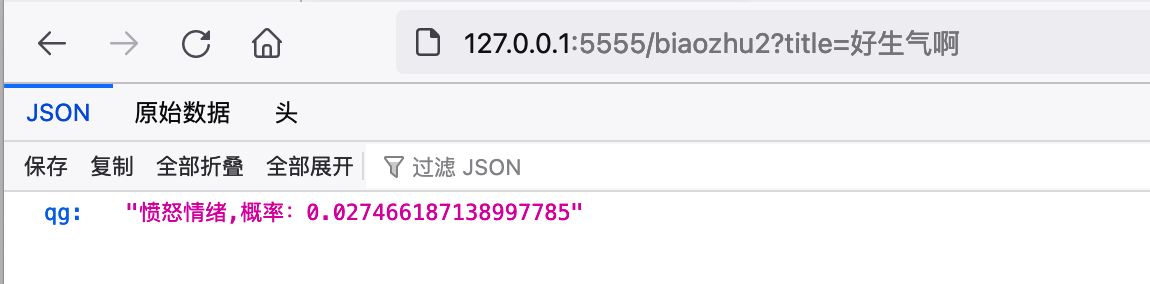 127.0.0.1:5555/biaozhu2?title=好生气啊
JSON 原始数据 头
保存 复制 全部折叠 全部展开 过滤 JSON
qg: "愤怒情绪,概率：0.027466187138997785"